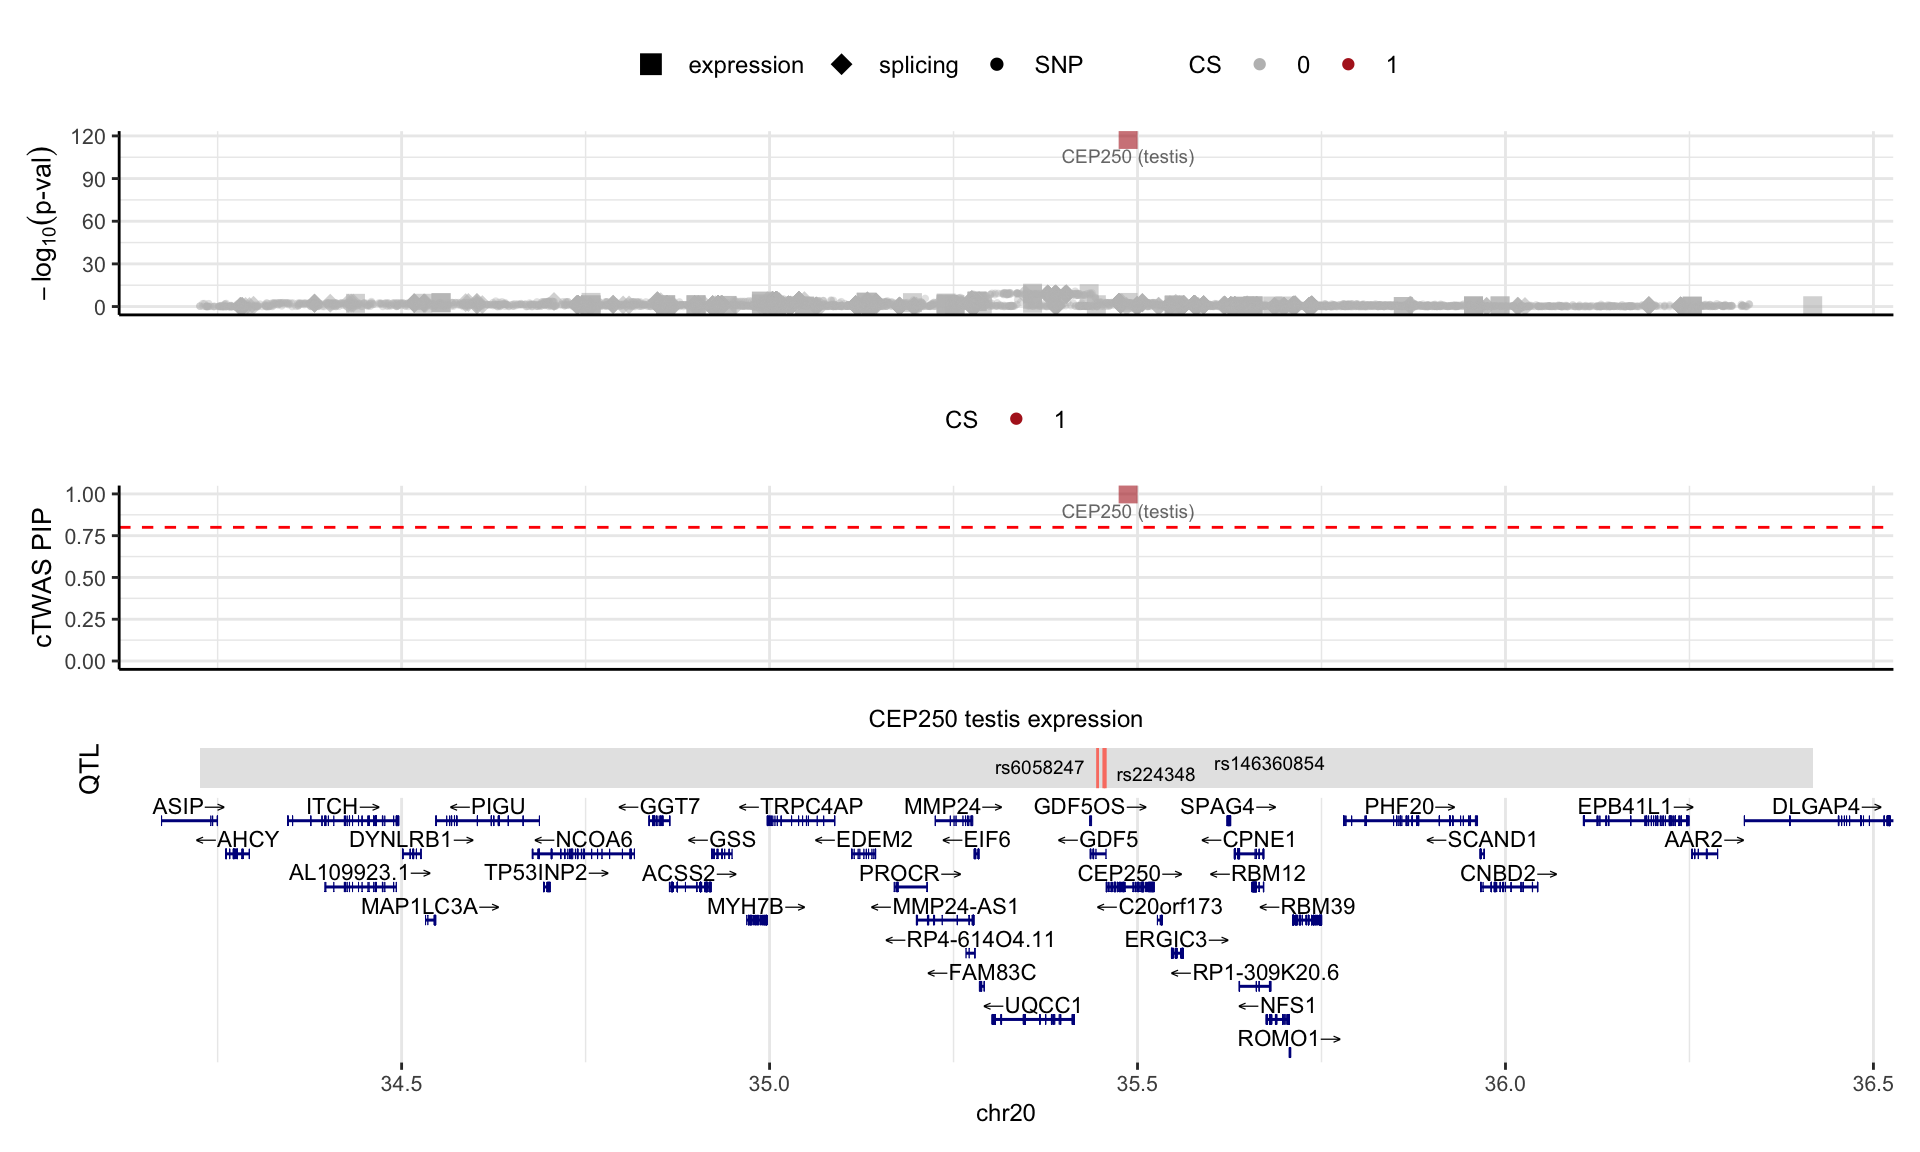 expression splicing SNP CS 0 1
120
90
60
30
0
− log10(p-val)
CEP250 (testis)
CS 1
1.00
0.75
0.50
0.25
0.00
cTWAS PIP
CEP250 (testis)
CEP250 testis expression
QTL
rs6058247 rs224348 rs146360854
ASIP→ ITCH→ ←PIGU ←GGT7 ←TRPC4AP MMP24→ GDF5OS→ SPAG4→ PHF20→ EPB41L1→ DLGAP4→
←AHCY DYNLRB1→ ←NCOA6 ←GSS ←EDEM2 ←EIF6 ←GDF5 ←CPNE1 ←SCAND1 AAR2→
AL109923.1→ TP53INP2→ ACSS2→ PROCR→ CEP250→ ←RBM12 CNBD2→
MAP1LC3A→ MYH7B→ ←MMP24-AS1 ←C20orf173 ←RBM39
←RP4-614O4.11 ERGIC3→
←FAM83C ←RP1-309K20.6
←UQCC1 ←NFS1
ROMO1→
34.5 35.0 35.5 36.0 36.5
chr20